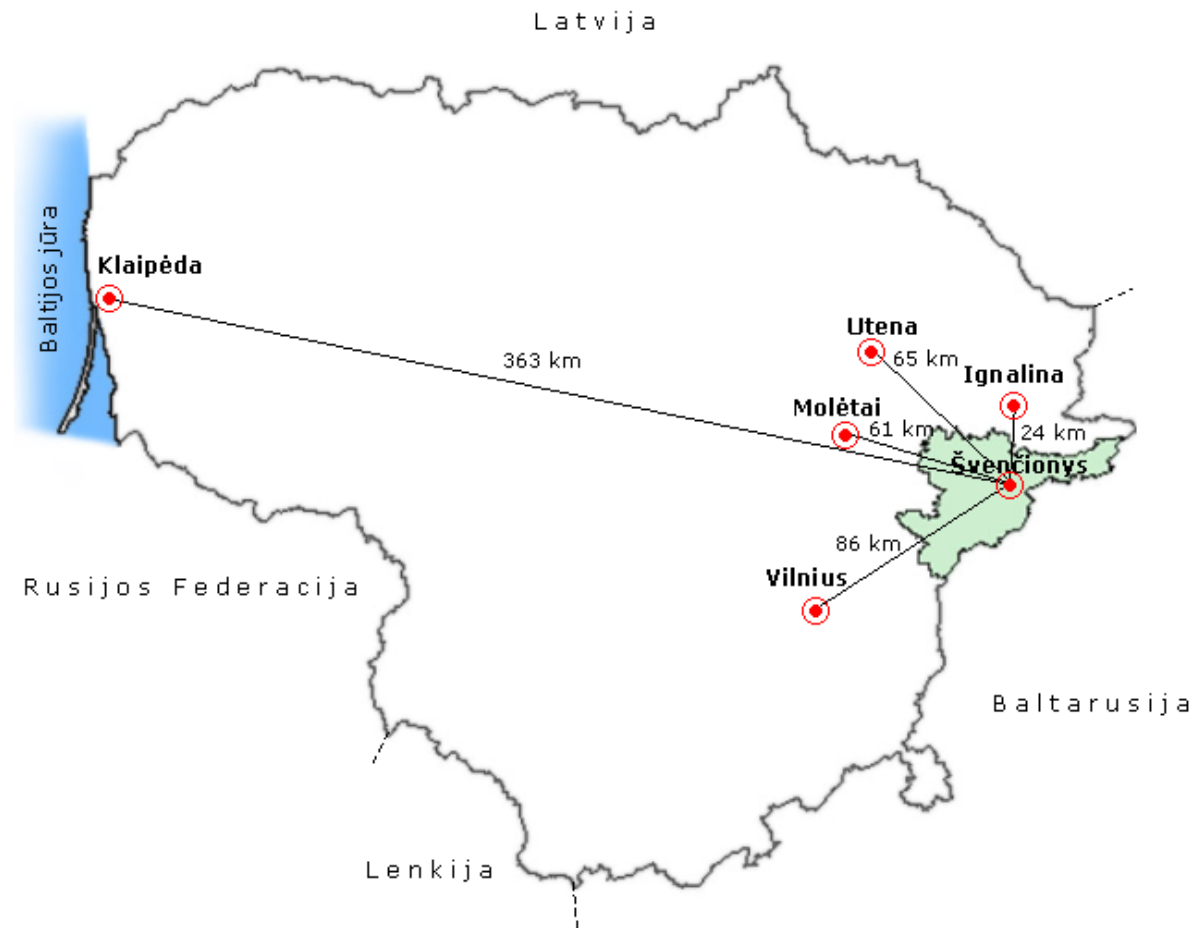 Latvija
Baltijos jūra
Klaipėda
363 km
Utena
65 km
Ignalina
Molėtai
61 km
24 km
Švenčionys
86 km
Vilnius
Rusijos Federacija
Baltarusija
Lenkija